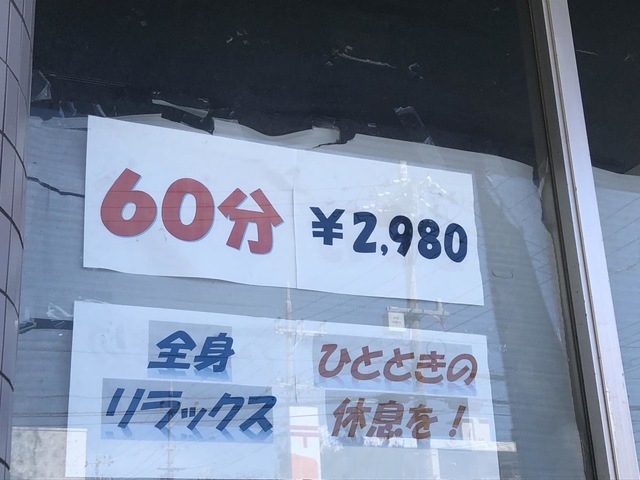 60分 ¥2,980
全身
リラックス
ひとときの
休息を!